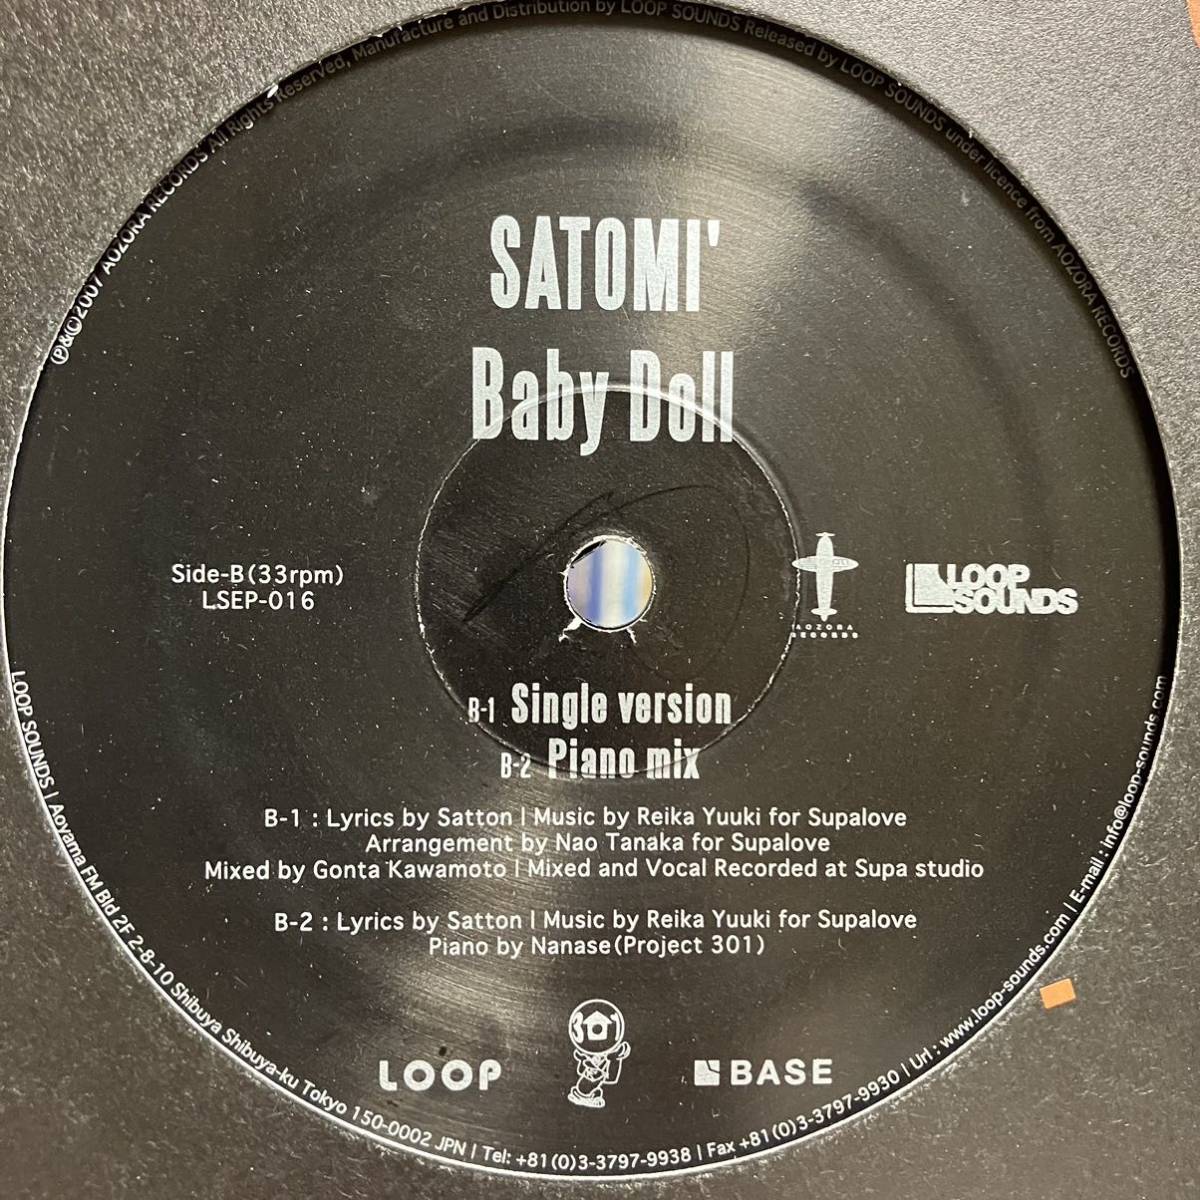 Ⓟ&©2007 AOZORA RECORDS All Rights Reserved, Manufacture and Distribution by LOOP SOUNDS Released by LOOP SOUNDS under licence from AOZORA RECORDS
SATOMI'
Baby Doll
Side-B(33rpm)
LSEP-016
AOZORA
RECORDS
LOOP
SOUNDS
B-1 Single version
B-2 Piano mix
B-1 : Lyrics by Satton | Music by Reika Yuuki for Supalove
Arrangement by Nao Tanaka for Supalove
Mixed by Gonta Kawamoto | Mixed and Vocal Recorded at Supa studio
B-2 : Lyrics by Satton | Music by Reika Yuuki for Supalove
Piano by Nanase(Project 301)
301
LOOP
BASE
LOOP SOUNDS | Aoyama FM Bld 2F 2-8-10 Shibuya Shibuya-ku Tokyo 150-0002 JPN | Tel: +81(0)3-3797-9938 | Fax +81(0)3-3797-9930 | Url : www.loop-sounds.com | E-mail : info@loop-sounds.com